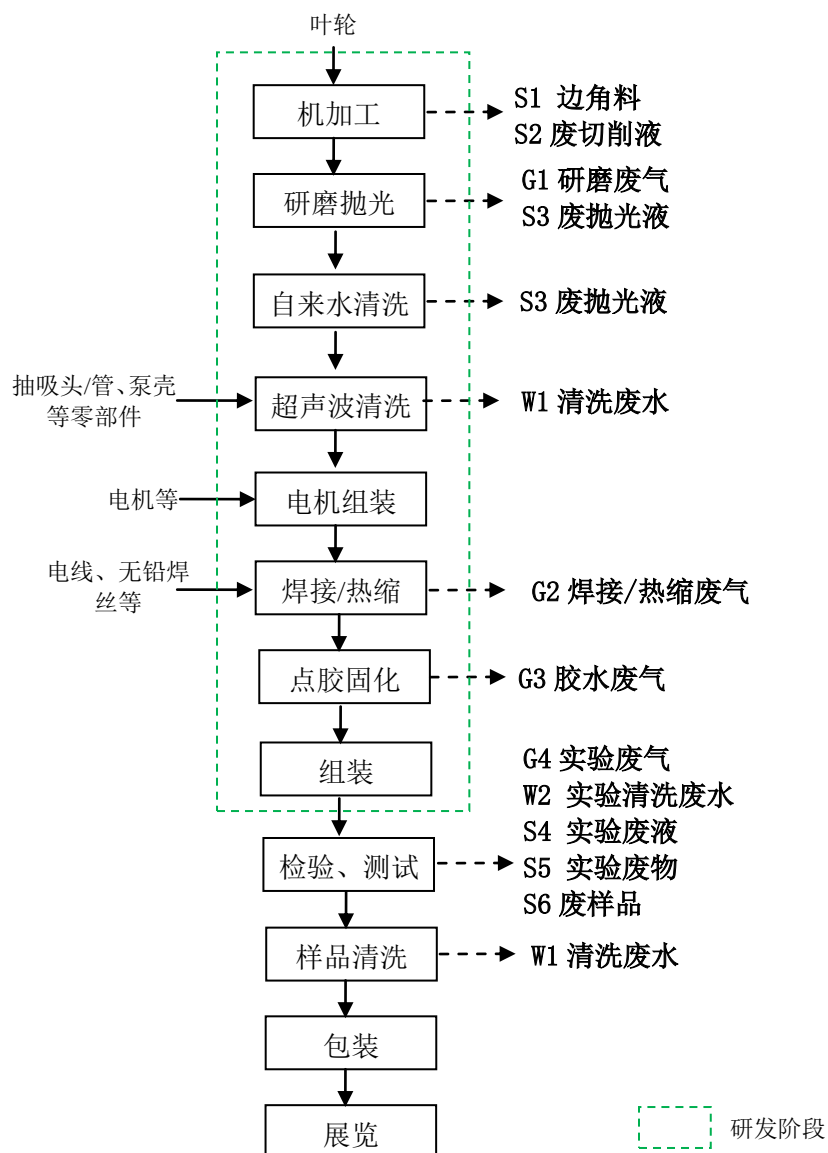 叶轮
机加工
S1 边角料
S2 废切削液
研磨抛光
G1 研磨废气
S3 废抛光液
自来水清洗
S3 废抛光液
抽吸头/管、泵壳
等零部件
超声波清洗
W1 清洗废水
电机等
电机组装
电线、无铅焊
丝等
焊接/热缩
G2 焊接/热缩废气
点胶固化
G3 胶水废气
组装
G4 实验废气
W2 实验清洗废水
S4 实验废液
检验、测试
S5 实验废物
S6 废样品
样品清洗
W1 清洗废水
包装
展览
研发阶段